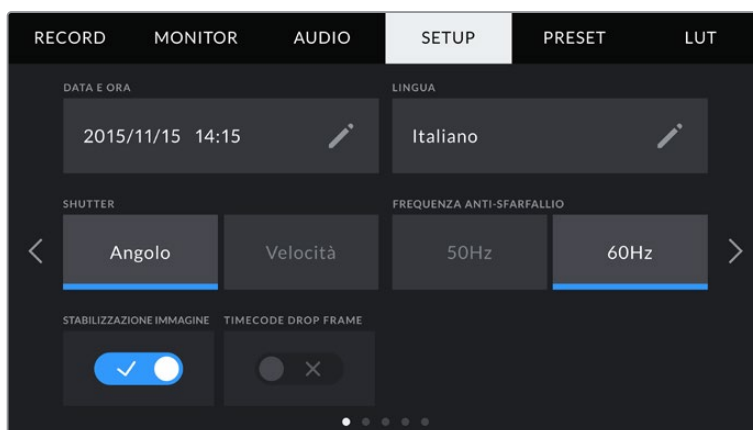 RECORD MONITOR AUDIO SETUP PRESET LUT
DATA E ORA LINGUA
2015/11/15 14:15 Italiano
SHUTTER FREQUENZA ANTI-SFARFALLIO
Angolo Velocità 50Hz 60Hz
STABILIZZAZIONE IMMAGINE TIMECODE DROP FRAME